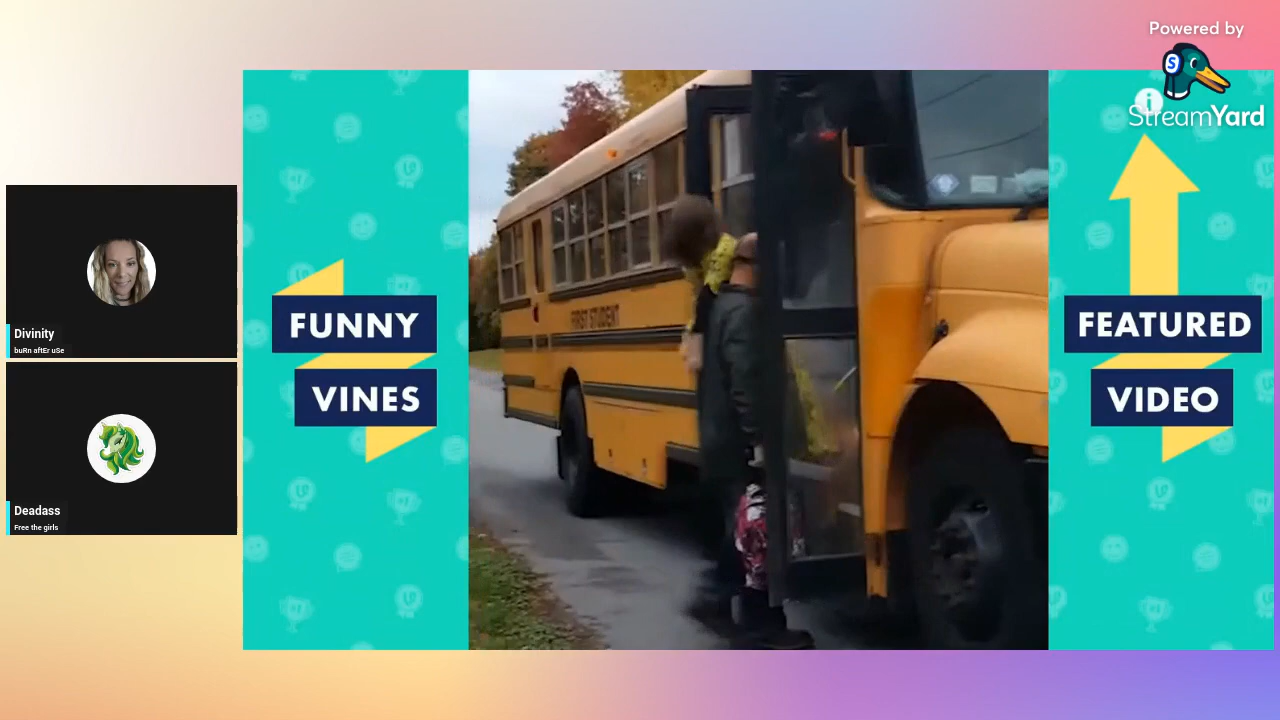 Powered by
StreamYard
FUNNY
VINES
FIRST STUDENT
FEATURED
VIDEO
Divinity
buRn aftEr uSe
Deadass
Free the girls